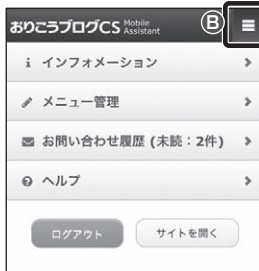 おりこうブログCS Mobile Assistant
B
インフォメーション
メニュー管理
お問い合わせ履歴 (未読：2件)
ヘルプ
ログアウト
サイトを開く